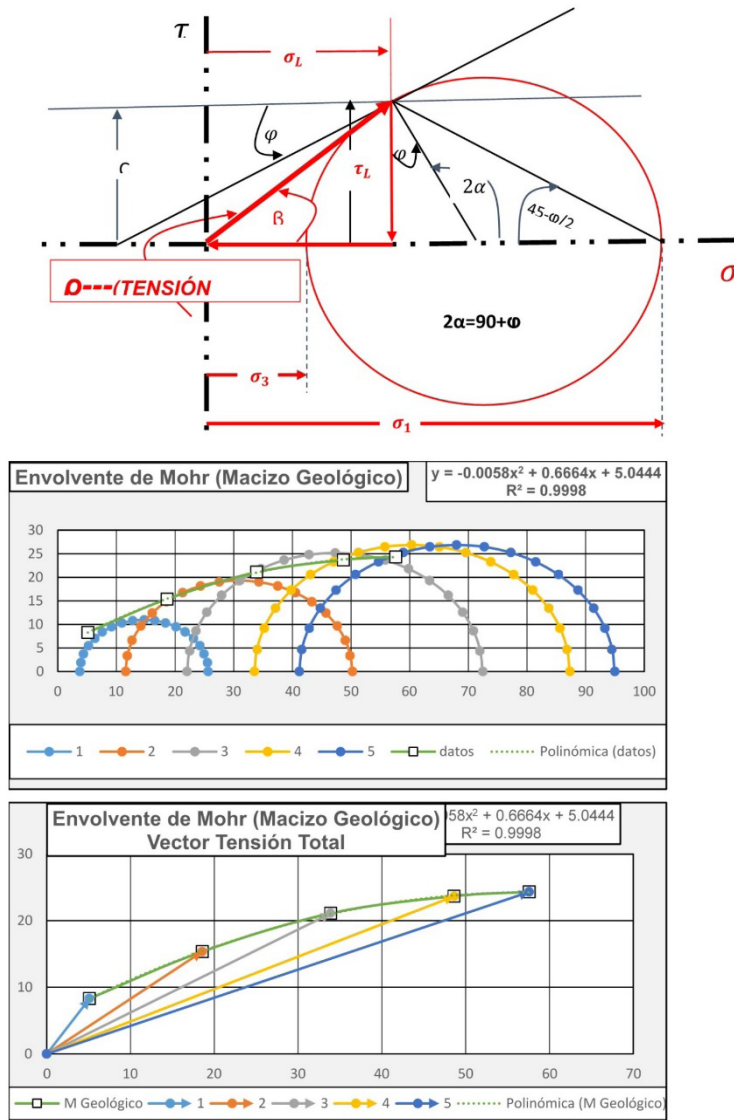 τ
σL
φ
C
τL
φ
2α
45-φ/2
β
σ
Ω---(TENSIÓN
2α=90+φ
σ3
σ1
Envolvente de Mohr (Macizo Geológico)
y = -0.0058x² + 0.6664x + 5.0444
R² = 0.9998
30
25
20
15
10
5
0
0 10 20 30 40 50 60 70 80 90 100
1 2 3 4 5 datos Polinómica (datos)
Envolvente de Mohr (Macizo Geológico)
Vector Tensión Total
058x² + 0.6664x + 5.0444
R² = 0.9998
30
20
10
0
0 10 20 30 40 50 60 70
M Geológico 1 2 3 4 5 Polinómica (M Geológico)